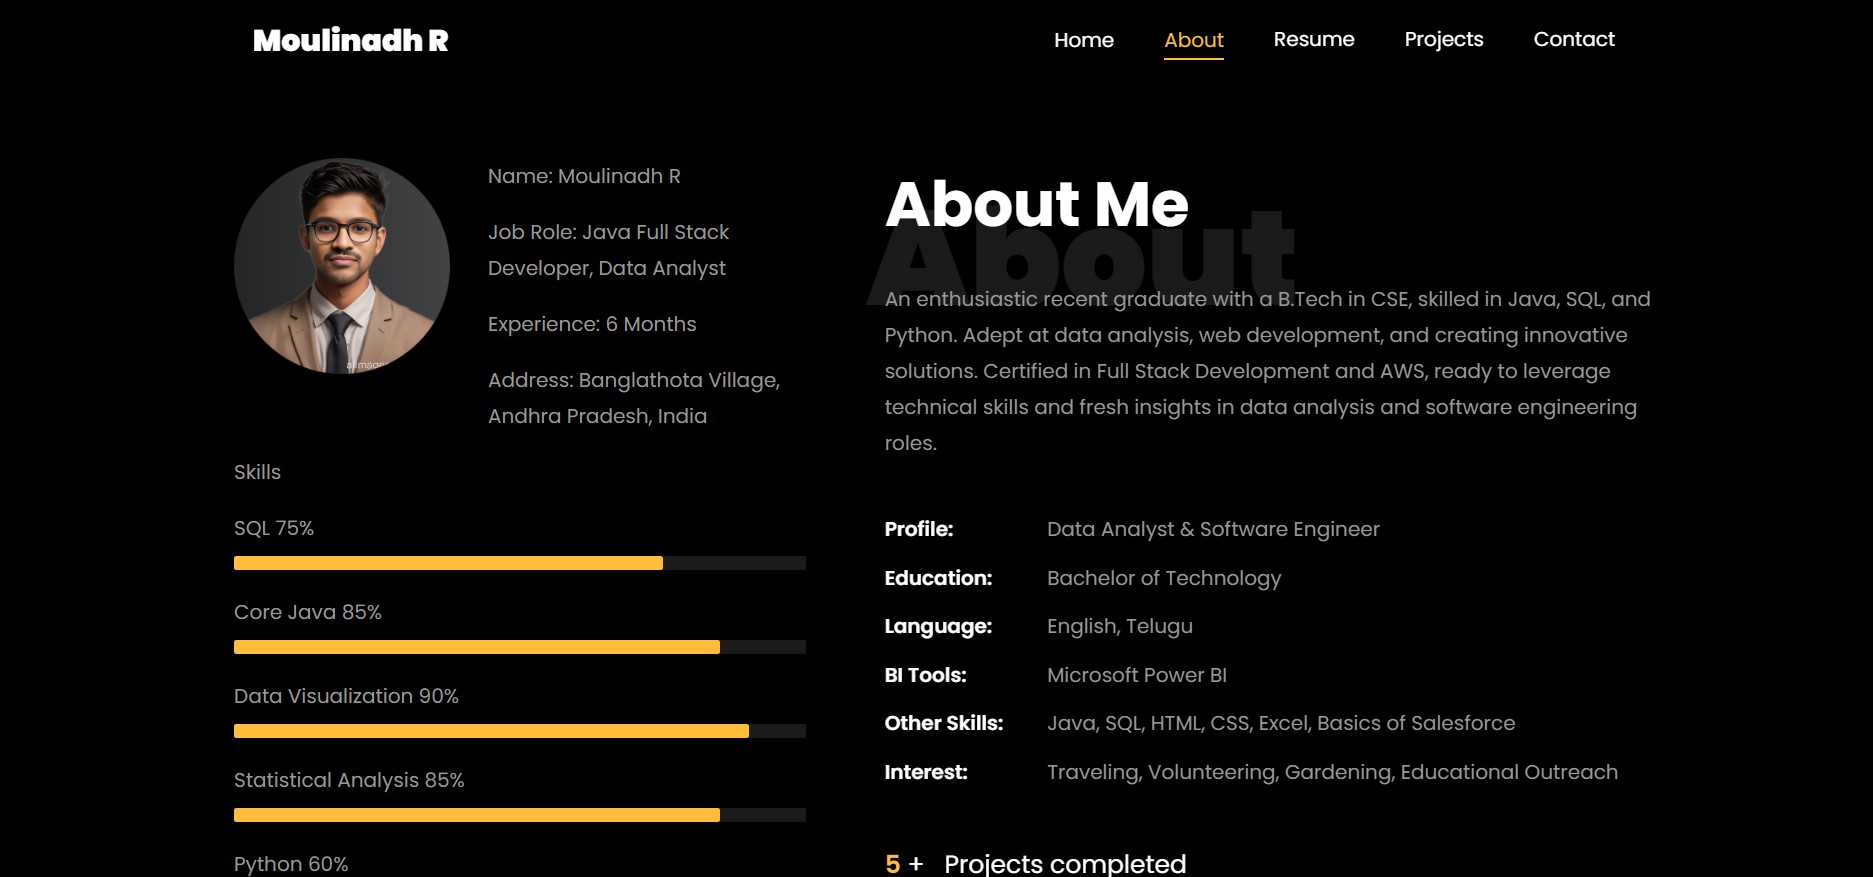 Moulinadh R
Home About Resume Projects Contact
Name: Moulinadh R
Job Role: Java Full Stack
Developer, Data Analyst
Experience: 6 Months
Address: Banglathota Village,
Andhra Pradesh, India
Skills
SQL 75%
Core Java 85%
Data Visualization 90%
Statistical Analysis 85%
Python 60%
About Me
About
An enthusiastic recent graduate with a B.Tech in CSE, skilled in Java, SQL, and
Python. Adept at data analysis, web development, and creating innovative
solutions. Certified in Full Stack Development and AWS, ready to leverage
technical skills and fresh insights in data analysis and software engineering
roles.
Profile: Data Analyst & Software Engineer
Education: Bachelor of Technology
Language: English, Telugu
BI Tools: Microsoft Power BI
Other Skills: Java, SQL, HTML, CSS, Excel, Basics of Salesforce
Interest: Traveling, Volunteering, Gardening, Educational Outreach
5 + Projects completed